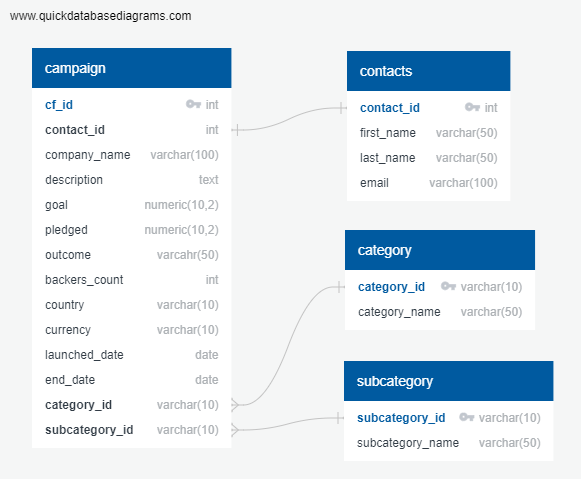 www.quickdatabasediagrams.com
campaign
cf_id int
contact_id int
company_name varchar(100)
description text
goal numeric(10,2)
pledged numeric(10,2)
outcome varcahr(50)
backers_count int
country varchar(10)
currency varchar(10)
launched_date date
end_date date
category_id varchar(10)
subcategory_id varchar(10)
contacts
contact_id int
first_name varchar(50)
last_name varchar(50)
email varchar(100)
category
category_id varchar(10)
category_name varchar(50)
subcategory
subcategory_id varchar(10)
subcategory_name varchar(50)